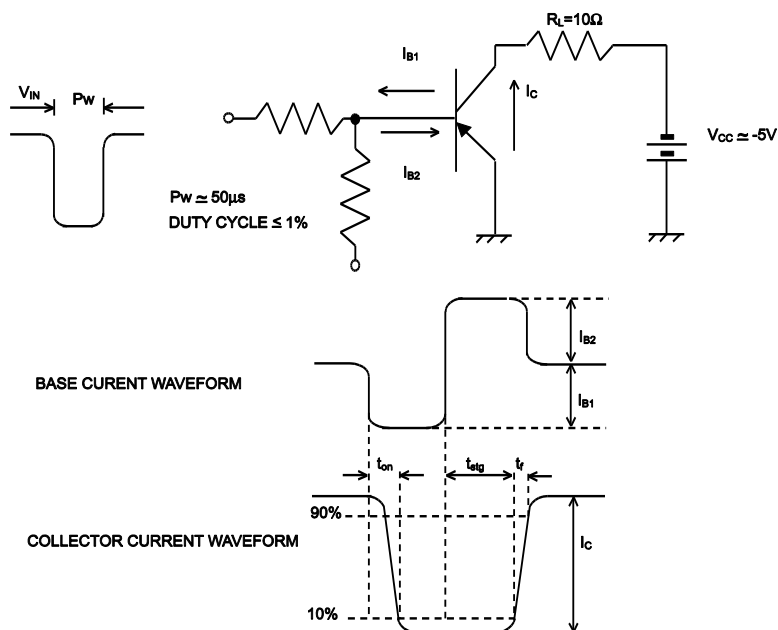 RL=10Ω
IB1
VIN
Pw
IC
VCC ≃ -5V
IB2
Pw ≃ 50μs
DUTY CYCLE ≤ 1%
IB2
BASE CURENT WAVEFORM
IB1
ton
tstg
tf
90%
COLLECTOR CURRENT WAVEFORM
IC
10%